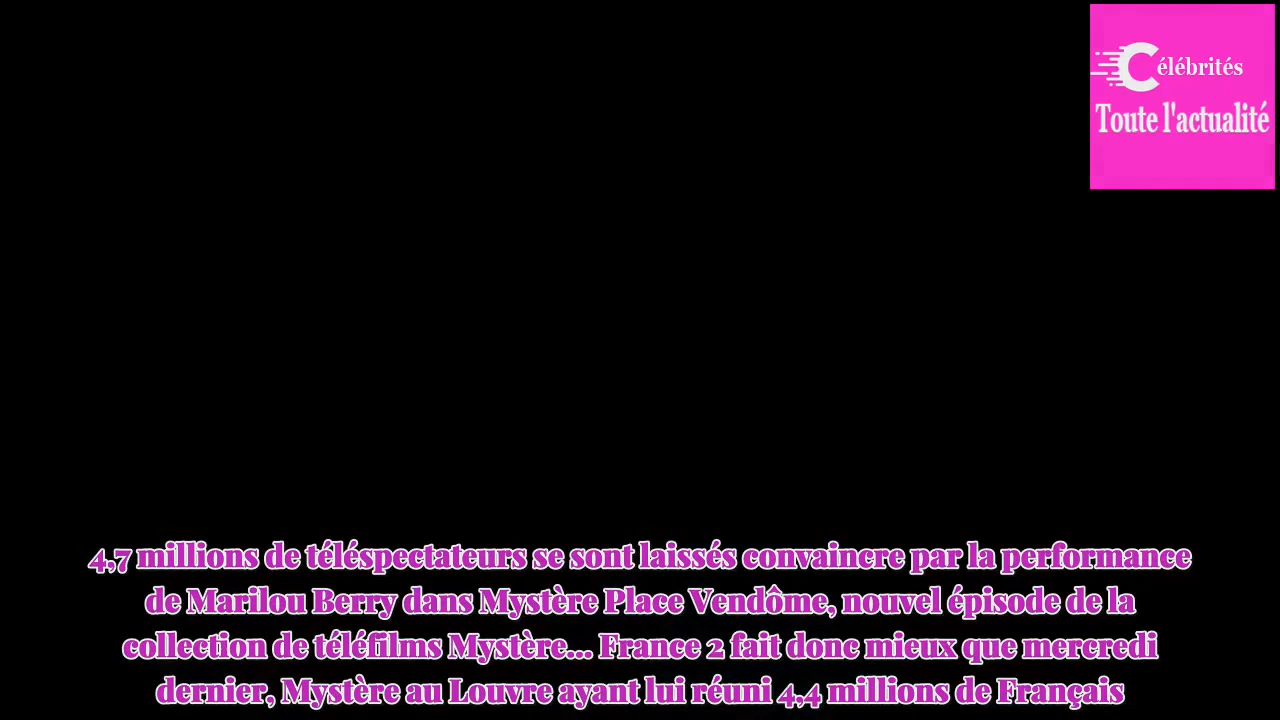 Célébrités
Toute l'actualité
4,7 millions de téléspectateurs se sont laissés convaincre par la performance
de Marilou Berry dans Mystère Place Vendôme, nouvel épisode de la
collection de téléfilms Mystère... France 2 fait donc mieux que mercredi
dernier, Mystère au Louvre ayant lui réuni 4,4 millions de Français